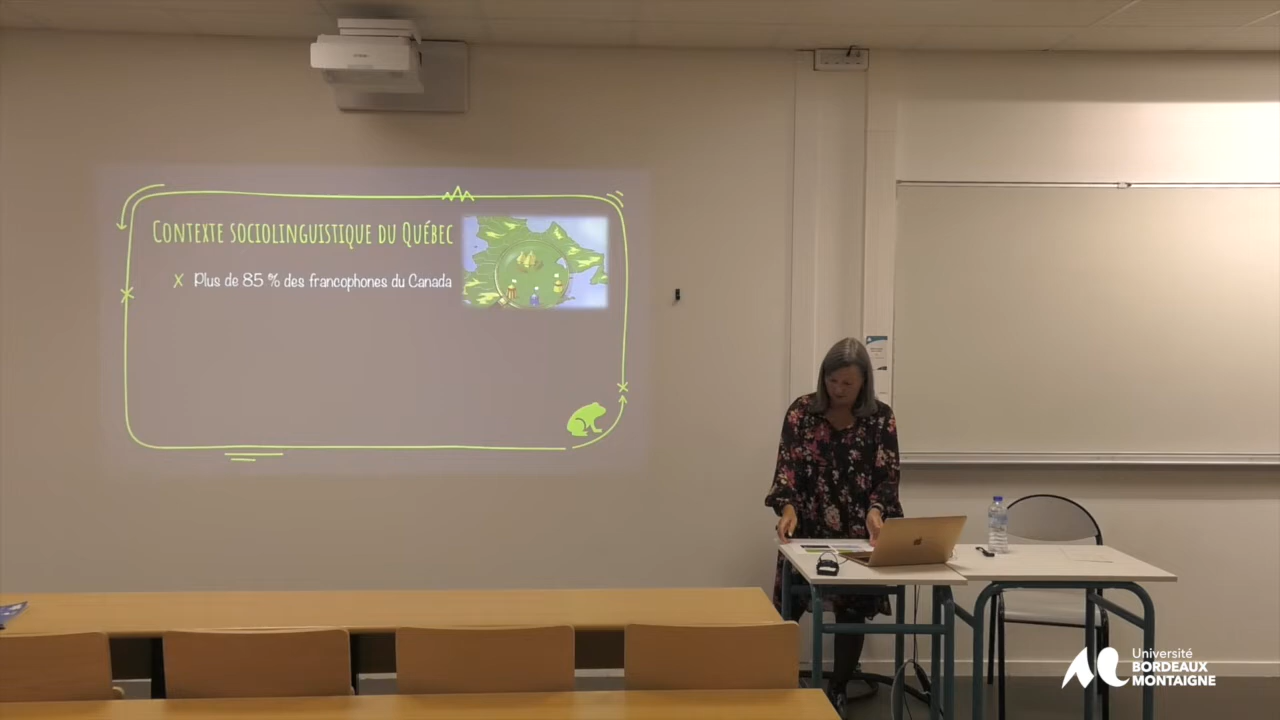 Contexte sociolinguistique du Québec
X Plus de 85 % des francophones du Canada
Université
BORDEAUX
MONTAIGNE